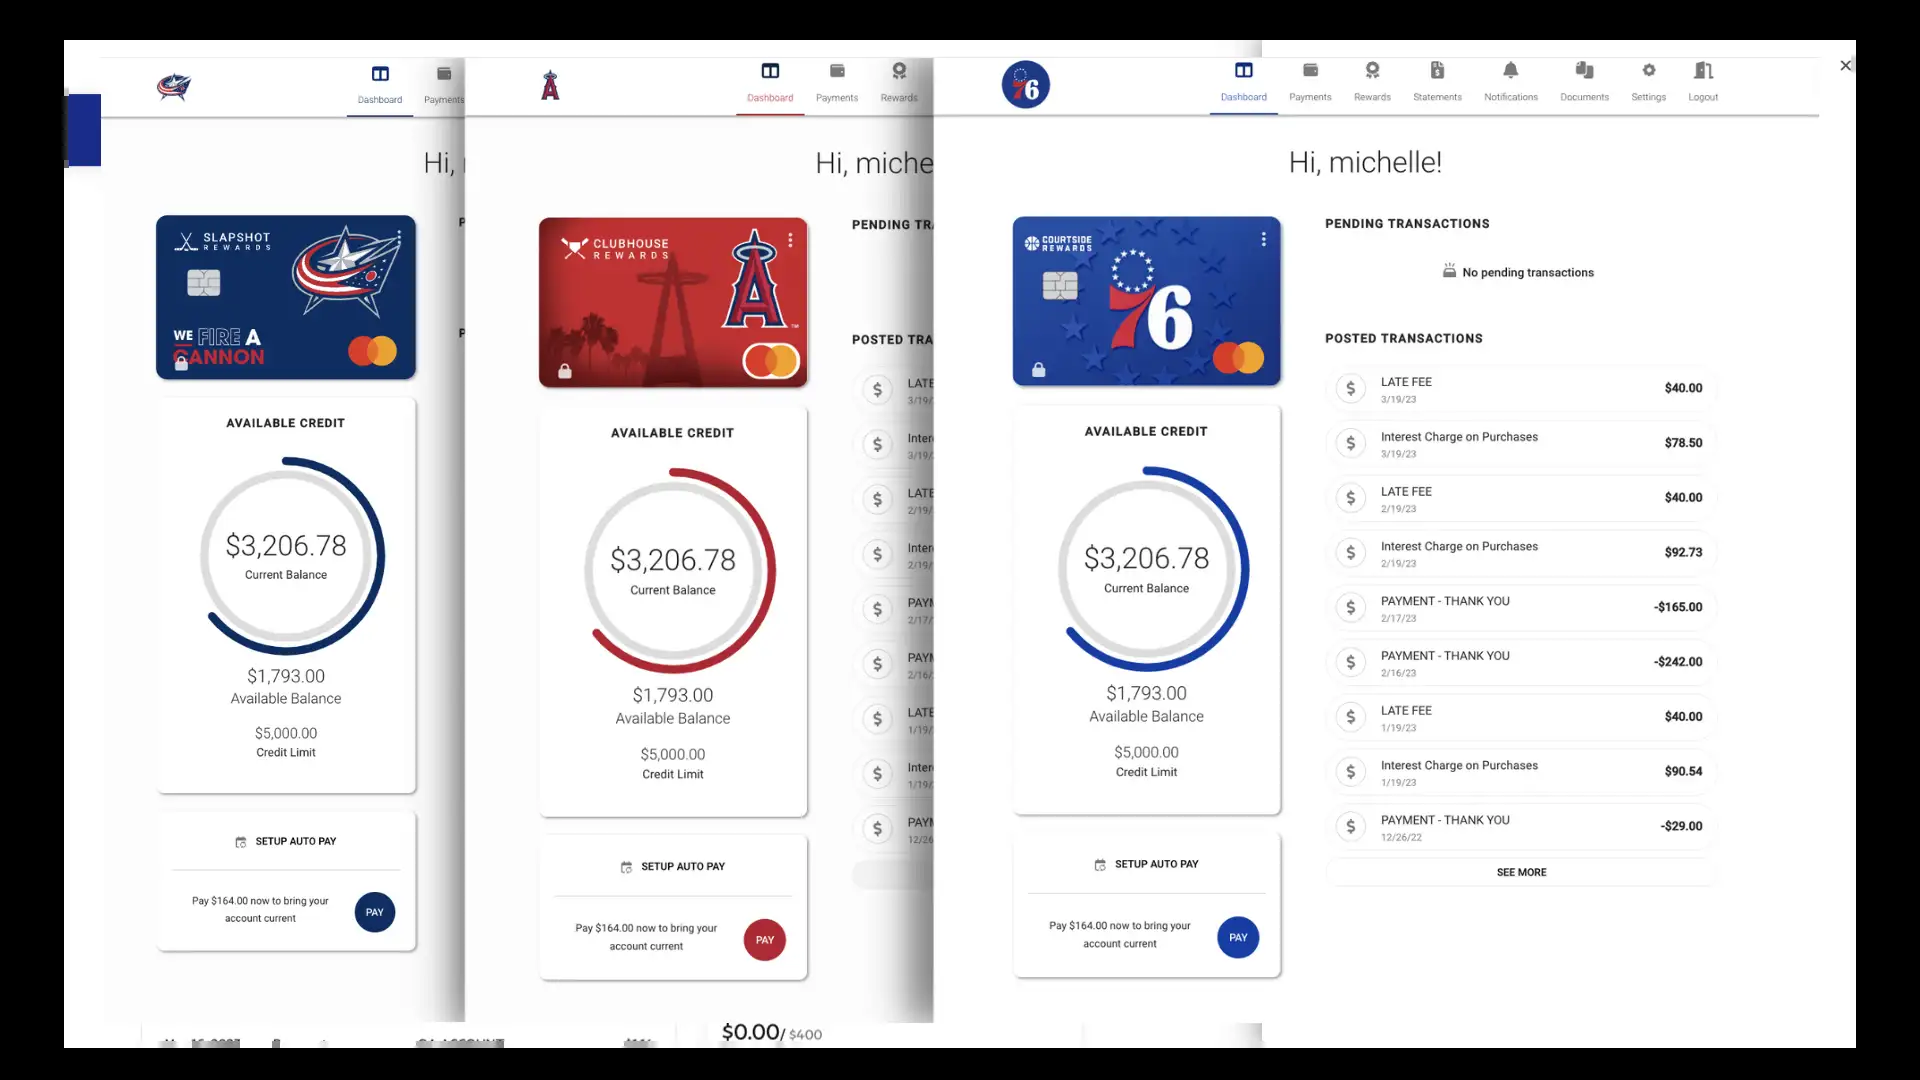 Dashboard
Payments
Hi,
SLAPSHOT
REWARDS
WE FIRE A
CANNON
AVAILABLE CREDIT
$3,206.78
Current Balance
$1,793.00
Available Balance
$5,000.00
Credit Limit
SETUP AUTO PAY
Pay $164.00 now to bring your
account current
PAY
A
Dashboard
Payments
Rewards
Hi, miche
CLUBHOUSE
REWARDS
A
AVAILABLE CREDIT
$3,206.78
Current Balance
$1,793.00
Available Balance
$5,000.00
Credit Limit
SETUP AUTO PAY
Pay $164.00 now to bring your
account current
PAY
PENDING TR
POSTED TRA
$ LATE
3/19/
$ Inter
3/19/
$ LATE
2/19/
$ Inter
2/19/
$ PAYM
2/17/
$ PAYM
2/16/
$ LATE
1/19/
$ Inter
1/19/
$ PAYM
12/26
76
Dashboard
Payments
Rewards
Statements
Notifications
Documents
Settings
Logout
Hi, michelle!
COURTSIDE
REWARDS
76
AVAILABLE CREDIT
$3,206.78
Current Balance
$1,793.00
Available Balance
$5,000.00
Credit Limit
SETUP AUTO PAY
Pay $164.00 now to bring your
account current
PAY
PENDING TRANSACTIONS
No pending transactions
POSTED TRANSACTIONS
$ LATE FEE $40.00
3/19/23
$ Interest Charge on Purchases $78.50
3/19/23
$ LATE FEE $40.00
2/19/23
$ Interest Charge on Purchases $92.73
2/19/23
$ PAYMENT - THANK YOU -$165.00
2/17/23
$ PAYMENT - THANK YOU -$242.00
2/16/23
$ LATE FEE $40.00
1/19/23
$ Interest Charge on Purchases $90.54
1/19/23
$ PAYMENT - THANK YOU -$29.00
12/26/22
SEE MORE
$0.00/ $400